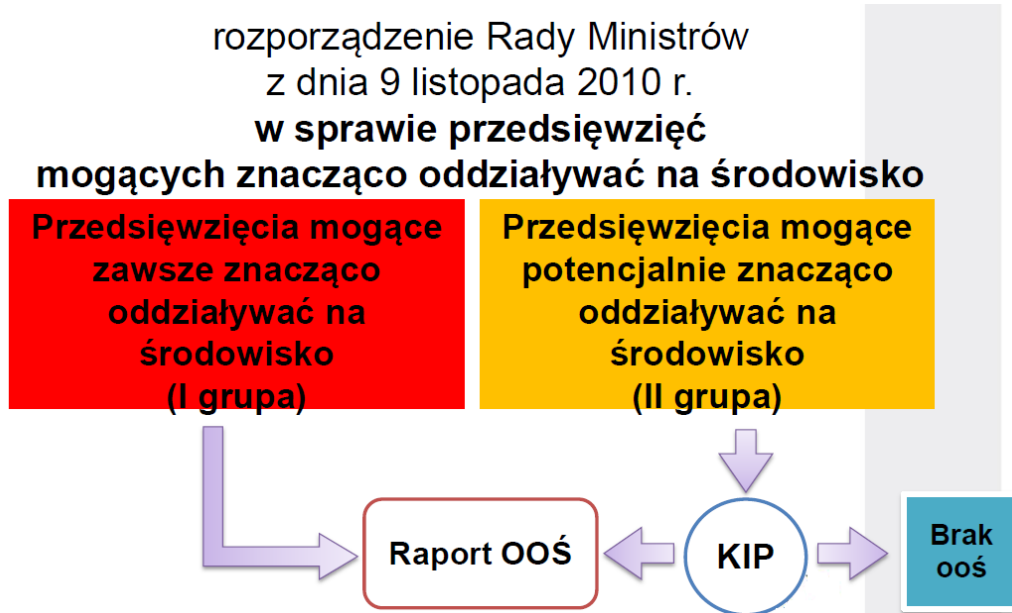 rozporządzenie Rady Ministrów
z dnia 9 listopada 2010 r.
w sprawie przedsięwzięć
mogących znacząco oddziaływać na środowisko
Przedsięwzięcia mogące
zawsze znacząco
oddziaływać na
środowisko
(I grupa)
Przedsięwzięcia mogące
potencjalnie znacząco
oddziaływać na
środowisko
(II grupa)
Raport OOŚ
KIP
Brak
ooś